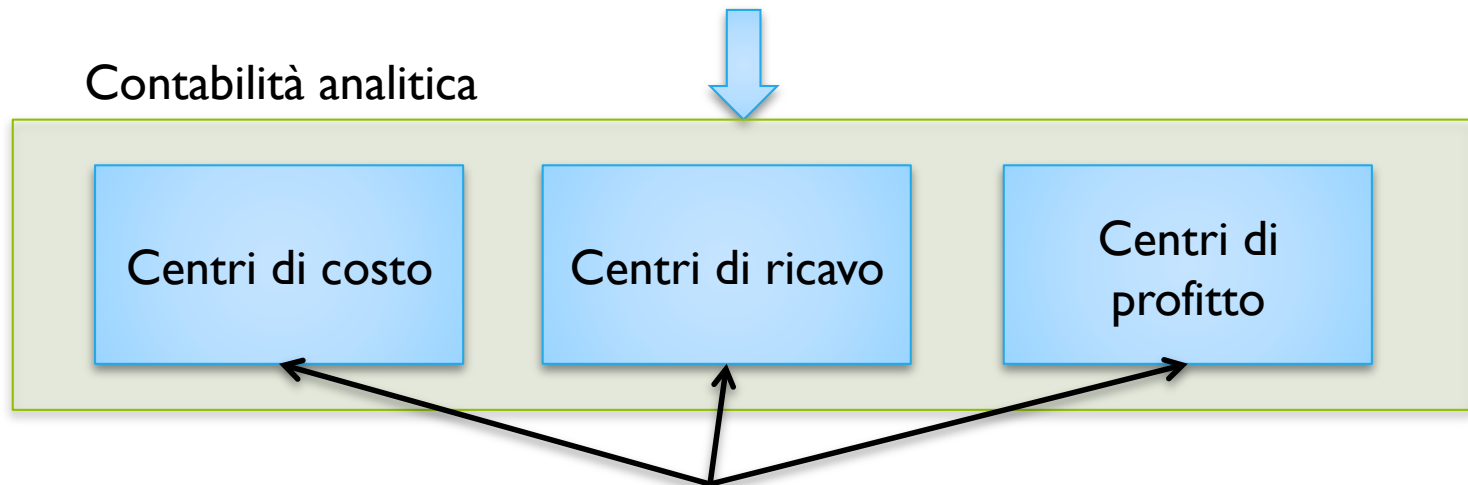 Contabilità analitica
Centri di costo
Centri di ricavo
Centri di
profitto